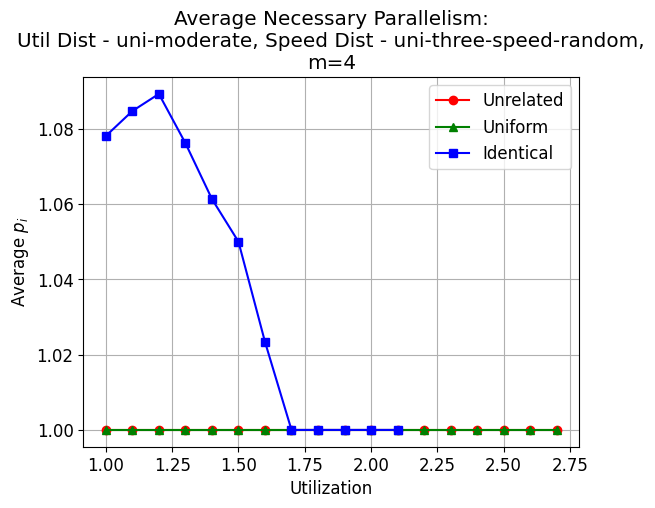 Average Necessary Parallelism:
Util Dist - uni-moderate, Speed Dist - uni-three-speed-random,
m=4
Unrelated
Uniform
Identical
1.08
1.06
1.04
1.02
1.00
Average $p_i$
1.00 1.25 1.50 1.75 2.00 2.25 2.50 2.75
Utilization